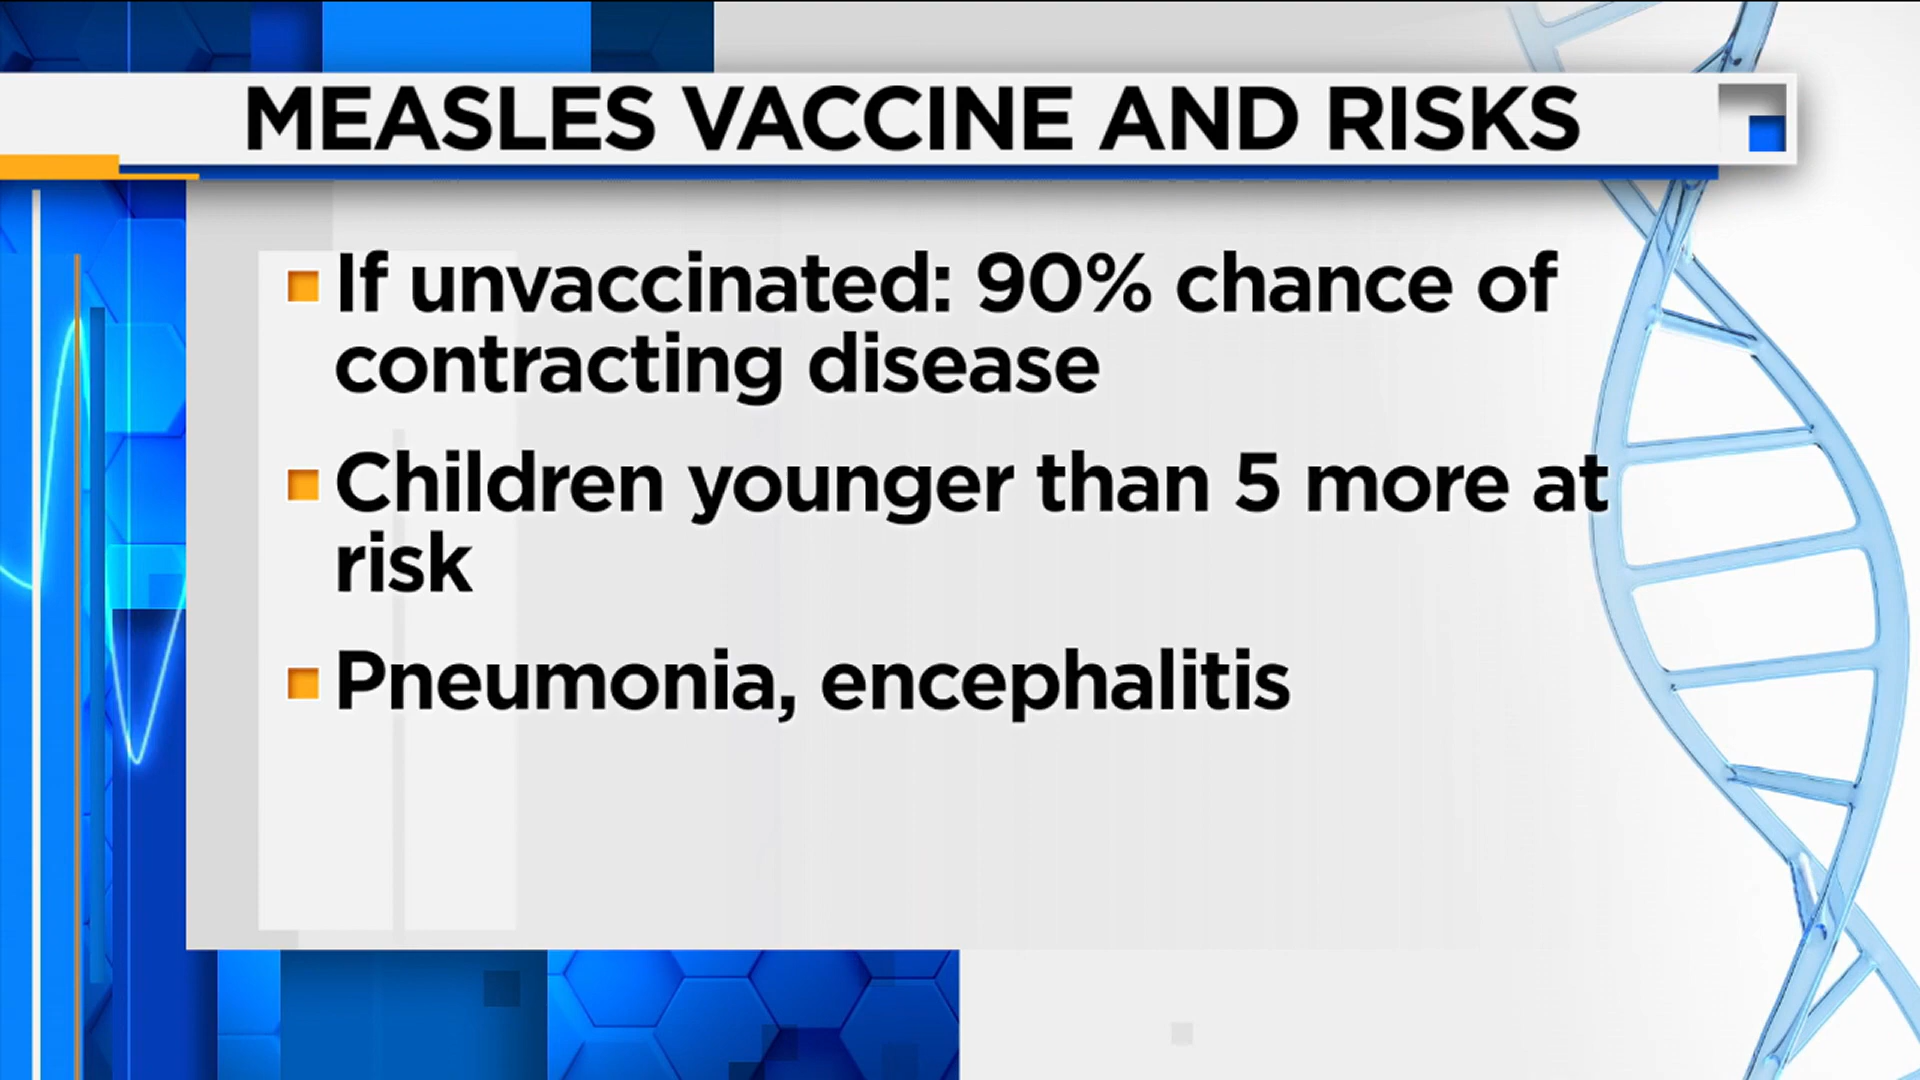 MEASLES VACCINE AND RISKS
If unvaccinated: 90% chance of
contracting disease
Children younger than 5 more at
risk
Pneumonia, encephalitis